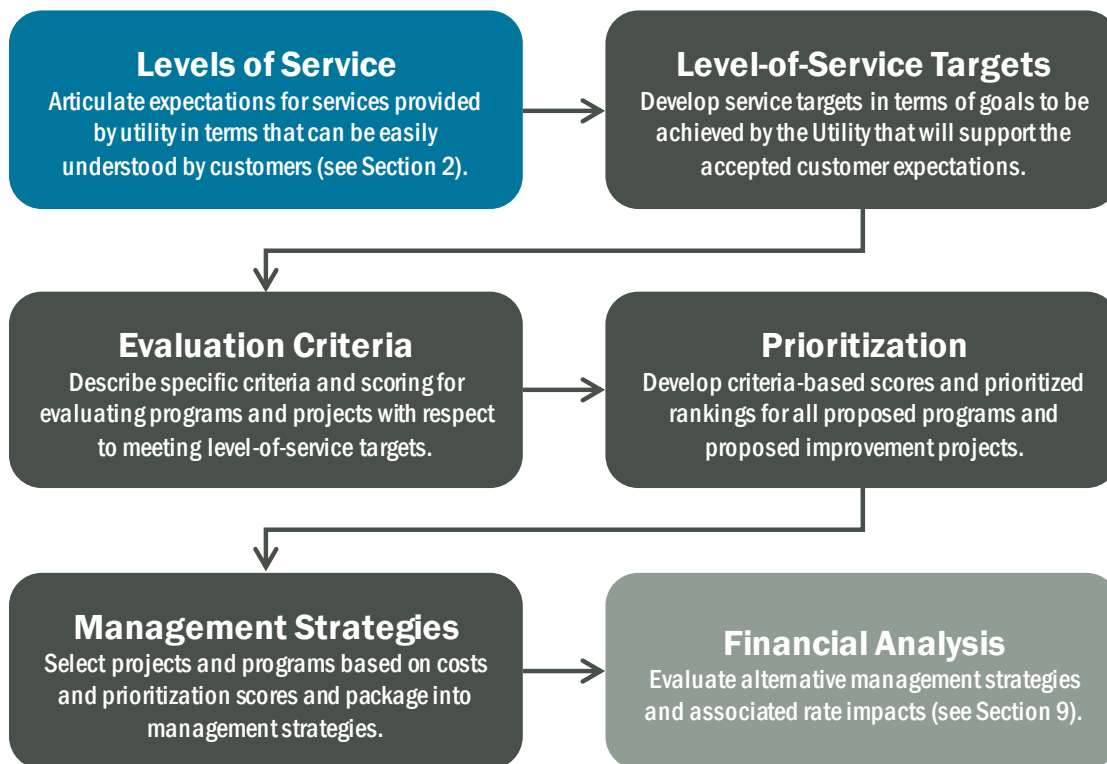 Levels of Service
Articulate expectations for services provided
by utility in terms that can be easily
understood by customers (see Section 2).
Level-of-Service Targets
Develop service targets in terms of goals to be
achieved by the Utility that will support the
accepted customer expectations.
Evaluation Criteria
Describe specific criteria and scoring for
evaluating programs and projects with respect
to meeting level-of-service targets.
Prioritization
Develop criteria-based scores and prioritized
rankings for all proposed programs and
proposed improvement projects.
Management Strategies
Select projects and programs based on costs
and prioritization scores and package into
management strategies.
Financial Analysis
Evaluate alternative management strategies
and associated rate impacts (see Section 9).